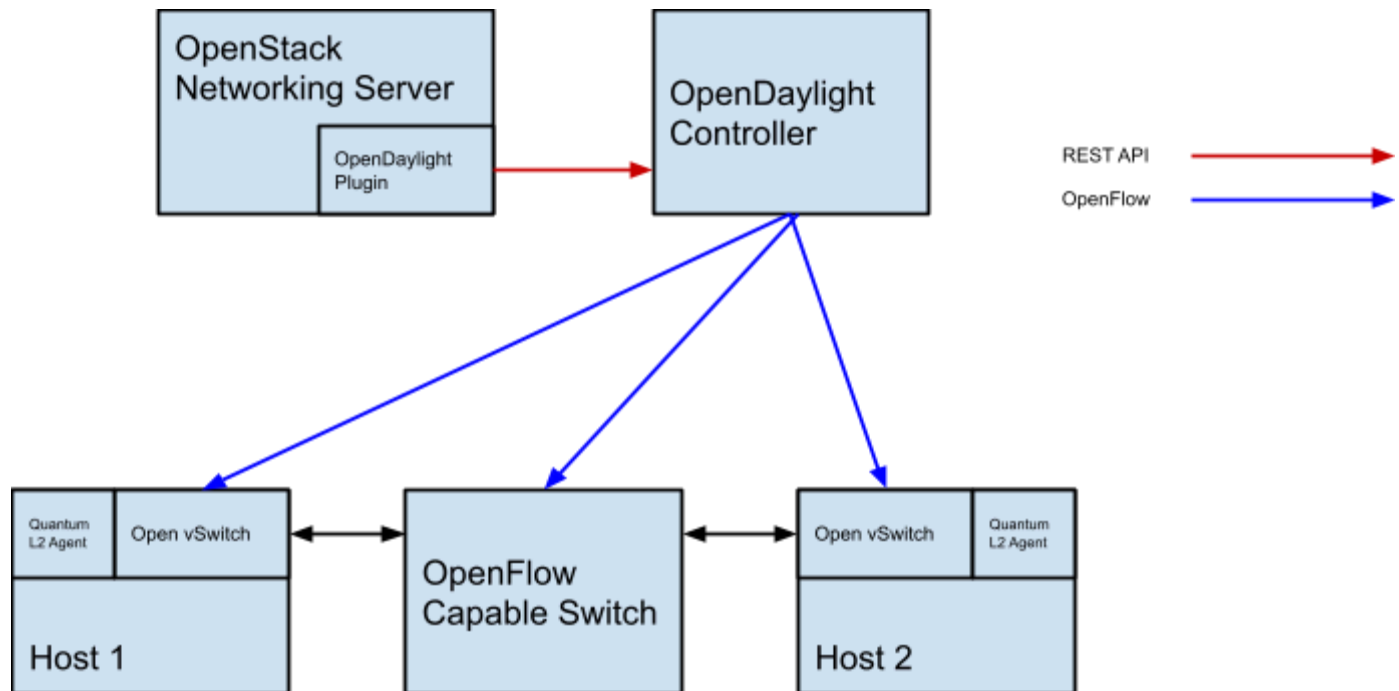 OpenStack
Networking Server
OpenDaylight
Plugin
OpenDaylight
Controller
REST API
OpenFlow
Quantum
L2 Agent
Open vSwitch
Host 1
OpenFlow
Capable Switch
Open vSwitch
Quantum
L2 Agent
Host 2